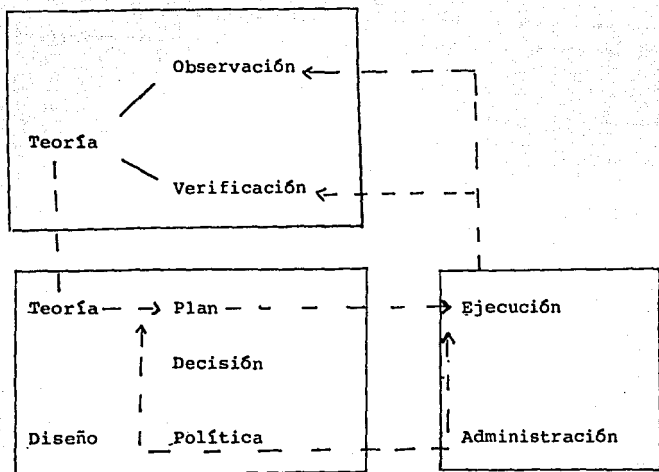 Observación
Teoría
Verificación
Teoría Plan Ejecución
Decisión
Diseño Política Administración